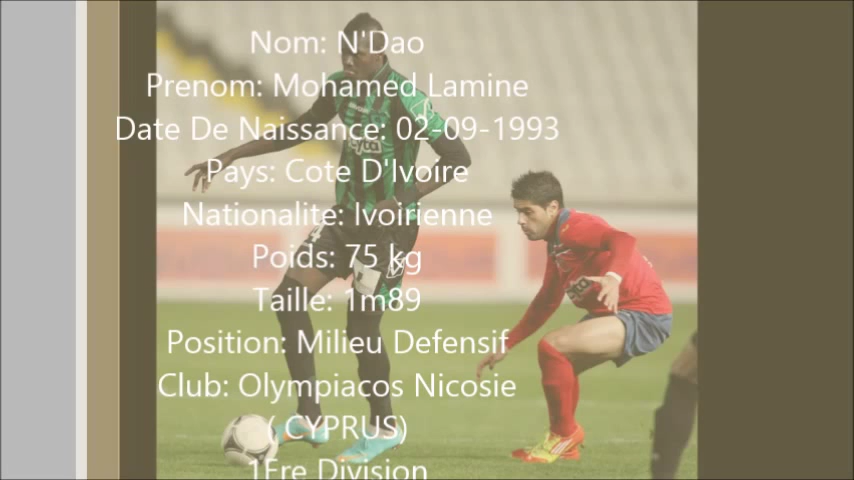 Nom: N'Dao
Prenom: Mohamed Lamine
Date De Naissance: 02-09-1993
Pays: Cote D'Ivoire
Nationalite: Ivoirienne
Poids: 75 kg
Taille: 1m89
Position: Milieu Defensif
Club: Olympiacos Nicosie
( CYPRUS)
1Ere Division